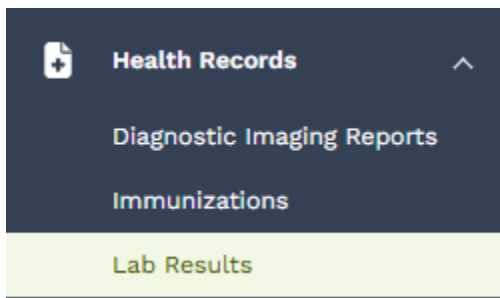 Health Records
Diagnostic Imaging Reports
Immunizations
Lab Results